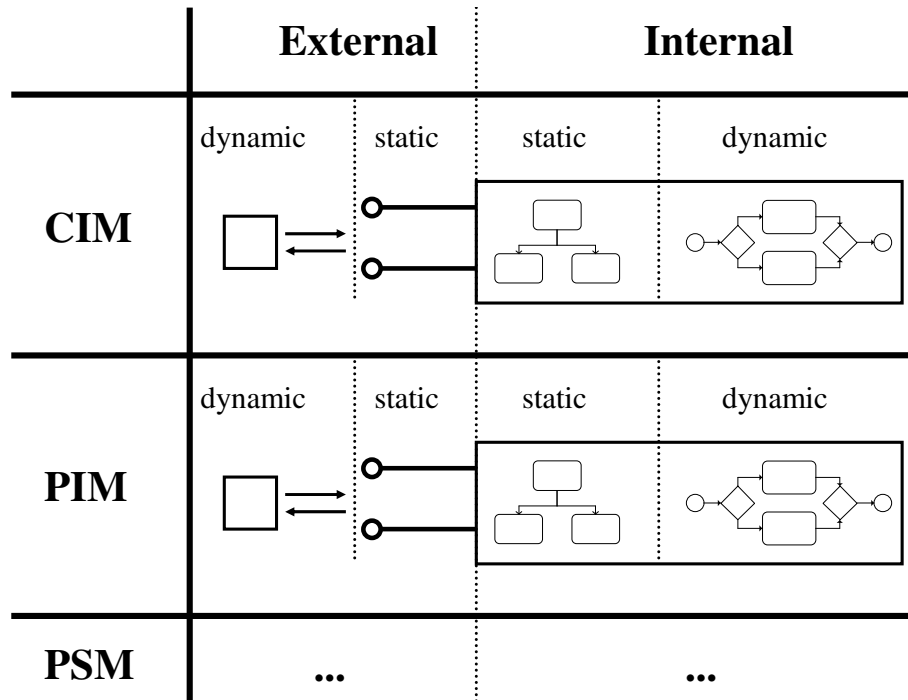 External Internal
dynamic static static dynamic
CIM
dynamic static static dynamic
PIM
PSM ... ...